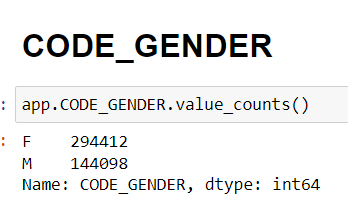 CODE_GENDER
: app.CODE_GENDER.value_counts()
: F    294412
M    144098
Name: CODE_GENDER, dtype: int64